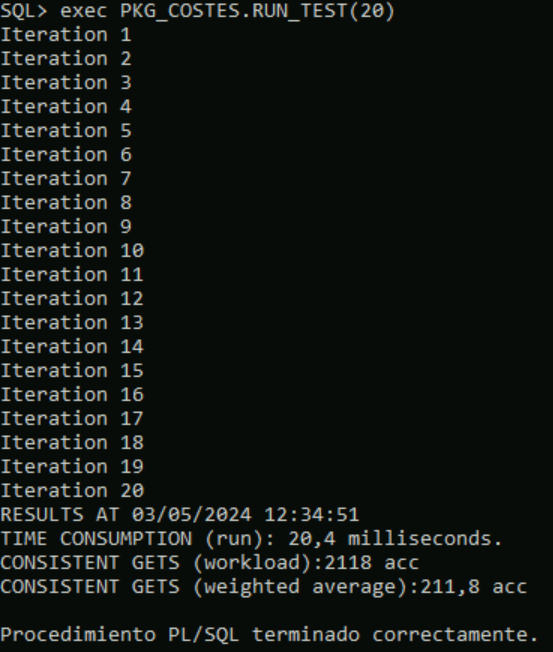 SQL> exec PKG_COSTES.RUN_TEST(20)
Iteration 1
Iteration 2
Iteration 3
Iteration 4
Iteration 5
Iteration 6
Iteration 7
Iteration 8
Iteration 9
Iteration 10
Iteration 11
Iteration 12
Iteration 13
Iteration 14
Iteration 15
Iteration 16
Iteration 17
Iteration 18
Iteration 19
Iteration 20
RESULTS AT 03/05/2024 12:34:51
TIME CONSUMPTION (run): 20,4 milliseconds.
CONSISTENT GETS (workload):2118 acc
CONSISTENT GETS (weighted average):211,8 acc
Procedimiento PL/SQL terminado correctamente.